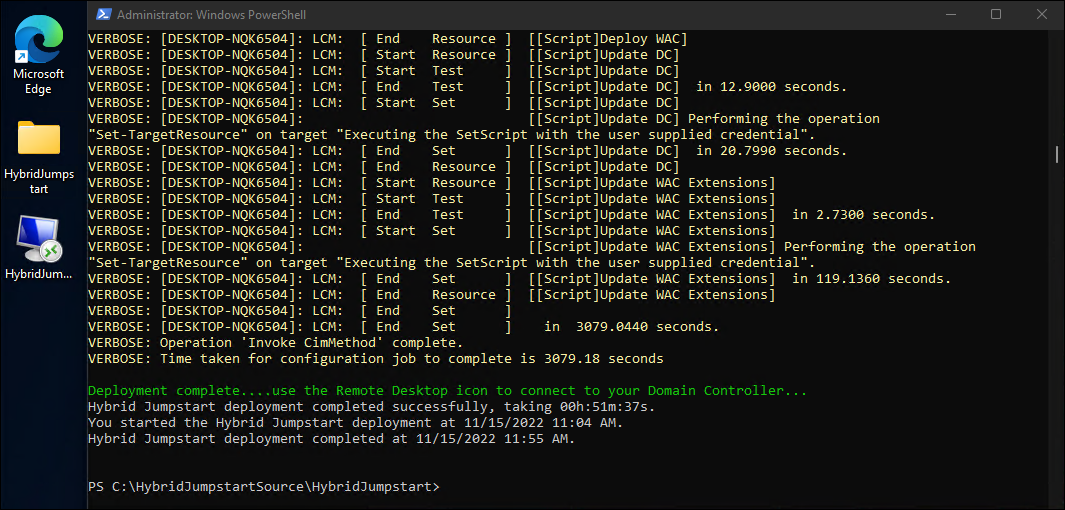 Administrator: Windows PowerShell
Microsoft
Edge
HybridJumps
tart
HybridJum...
VERBOSE: [DESKTOP-NQK6504]: LCM:  [ End    Resource ]  [[Script]Deploy WAC]
VERBOSE: [DESKTOP-NQK6504]: LCM:  [ Start  Resource ]  [[Script]Update DC]
VERBOSE: [DESKTOP-NQK6504]: LCM:  [ Start  Test     ]  [[Script]Update DC]
VERBOSE: [DESKTOP-NQK6504]: LCM:  [ End    Test     ]  [[Script]Update DC]  in 12.9000 seconds.
VERBOSE: [DESKTOP-NQK6504]: LCM:  [ Start  Set      ]  [[Script]Update DC]
VERBOSE: [DESKTOP-NQK6504]:                            [[Script]Update DC] Performing the operation
"Set-TargetResource" on target "Executing the SetScript with the user supplied credential".
VERBOSE: [DESKTOP-NQK6504]: LCM:  [ End    Set      ]  [[Script]Update DC]  in 20.7990 seconds.
VERBOSE: [DESKTOP-NQK6504]: LCM:  [ End    Resource ]  [[Script]Update DC]
VERBOSE: [DESKTOP-NQK6504]: LCM:  [ Start  Resource ]  [[Script]Update WAC Extensions]
VERBOSE: [DESKTOP-NQK6504]: LCM:  [ Start  Test     ]  [[Script]Update WAC Extensions]
VERBOSE: [DESKTOP-NQK6504]: LCM:  [ End    Test     ]  [[Script]Update WAC Extensions]  in 2.7300 seconds.
VERBOSE: [DESKTOP-NQK6504]: LCM:  [ Start  Set      ]  [[Script]Update WAC Extensions]
VERBOSE: [DESKTOP-NQK6504]:                            [[Script]Update WAC Extensions] Performing the operation
"Set-TargetResource" on target "Executing the SetScript with the user supplied credential".
VERBOSE: [DESKTOP-NQK6504]: LCM:  [ End    Set      ]  [[Script]Update WAC Extensions]  in 119.1360 seconds.
VERBOSE: [DESKTOP-NQK6504]: LCM:  [ End    Resource ]  [[Script]Update WAC Extensions]
VERBOSE: [DESKTOP-NQK6504]: LCM:  [ End    Set      ]
VERBOSE: [DESKTOP-NQK6504]: LCM:  [ End    Set      ]    in  3079.0440 seconds.
VERBOSE: Operation 'Invoke CimMethod' complete.
VERBOSE: Time taken for configuration job to complete is 3079.18 seconds
Deployment complete....use the Remote Desktop icon to connect to your Domain Controller...
Hybrid Jumpstart deployment completed successfully, taking 00h:51m:37s.
You started the Hybrid Jumpstart deployment at 11/15/2022 11:04 AM.
Hybrid Jumpstart deployment completed at 11/15/2022 11:55 AM.
PS C:\HybridJumpstartSource\HybridJumpstart>